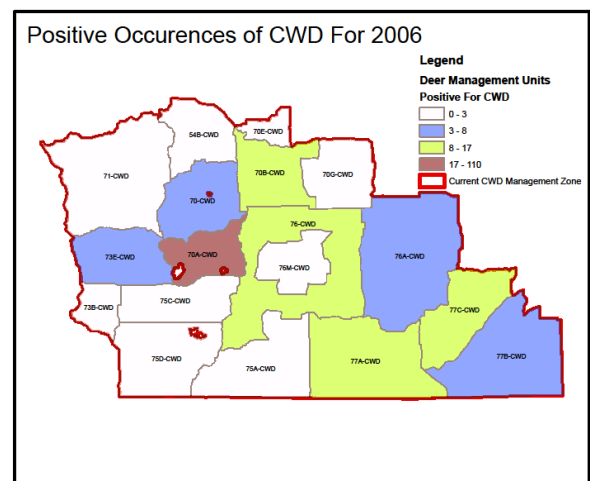 Positive Occurences of CWD For 2006
Legend
Deer Management Units
Positive For CWD
0 - 3
3 - 8
8 - 17
17 - 110
Current CWD Management Zone
54B-CWD
70E-CWD
71-CWD
70B-CWD
70G-CWD
70-CWD
76-CWD
73E-CWD
70A-CWD
76A-CWD
76M-CWD
73B-CWD
75C-CWD
77C-CWD
75D-CWD
75A-CWD
77A-CWD
77B-CWD